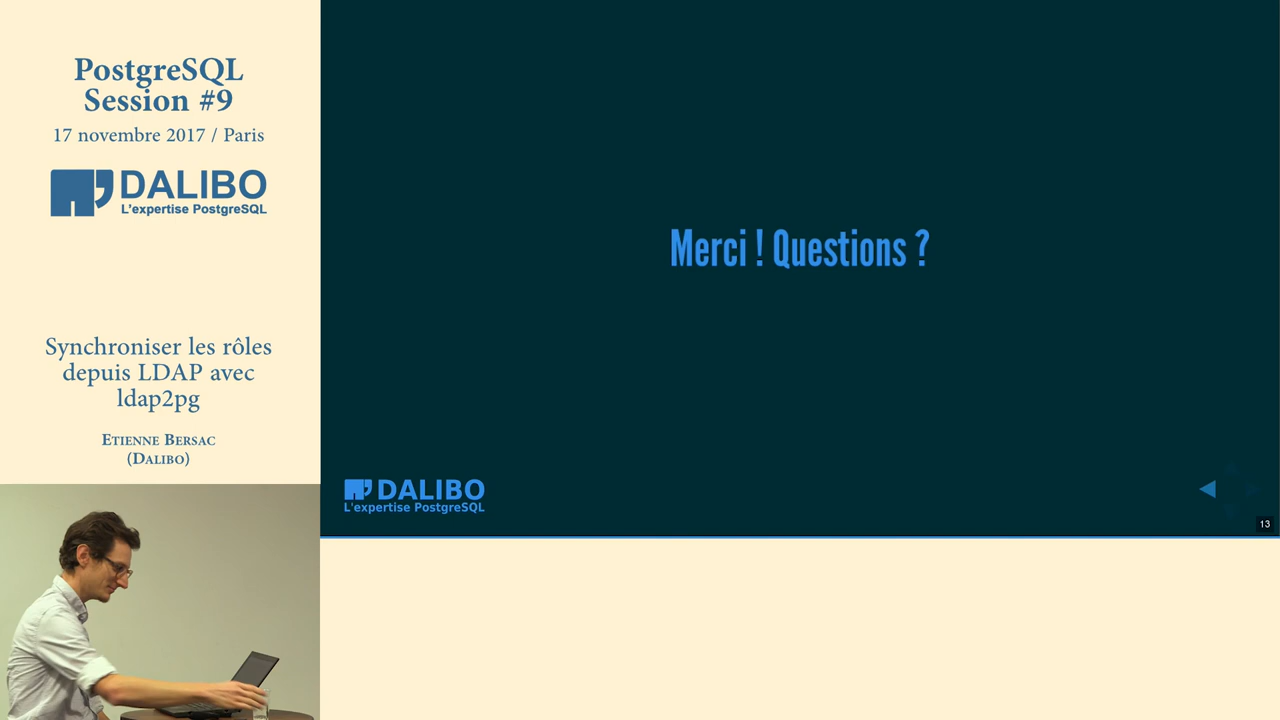 PostgreSQL
Session #9
17 novembre 2017 / Paris
DALIBO
L'expertise PostgreSQL
Synchroniser les rôles
depuis LDAP avec
ldap2pg
Etienne Bersac
(Dalibo)
Merci ! Questions ?
DALIBO
L'expertise PostgreSQL
13